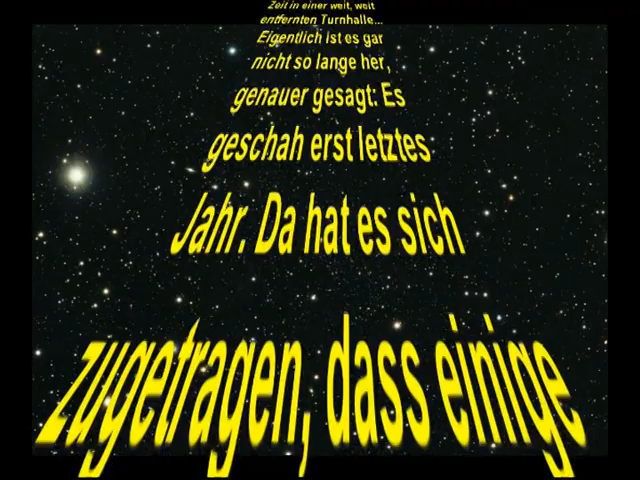 Zeit in einer weit, weit
entfernten Turnhalle...
Eigentlich ist es gar
nicht so lange her,
genauer gesagt: Es
geschah erst letztes
Jahr. Da hat es sich
zugetragen, dass einige